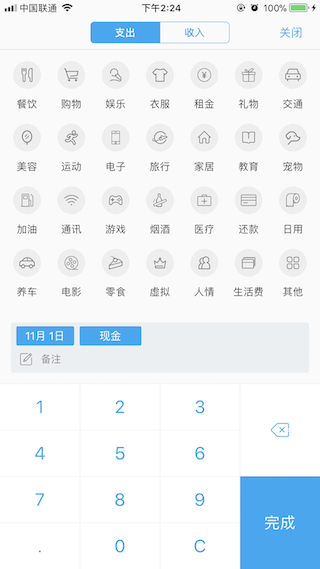 中国联通 下午2:24
支出 收入 关闭
餐饮 购物 娱乐 衣服 租金 礼物 交通
美容 运动 电子 旅行 家居 教育 宠物
加油 通讯 游戏 烟酒 医疗 还款 日用
养车 电影 零食 虚拟 人情 生活费 其他
11月 1日 现金
备注
1 2 3
4 5 6
7 8 9
完成
. 0 C